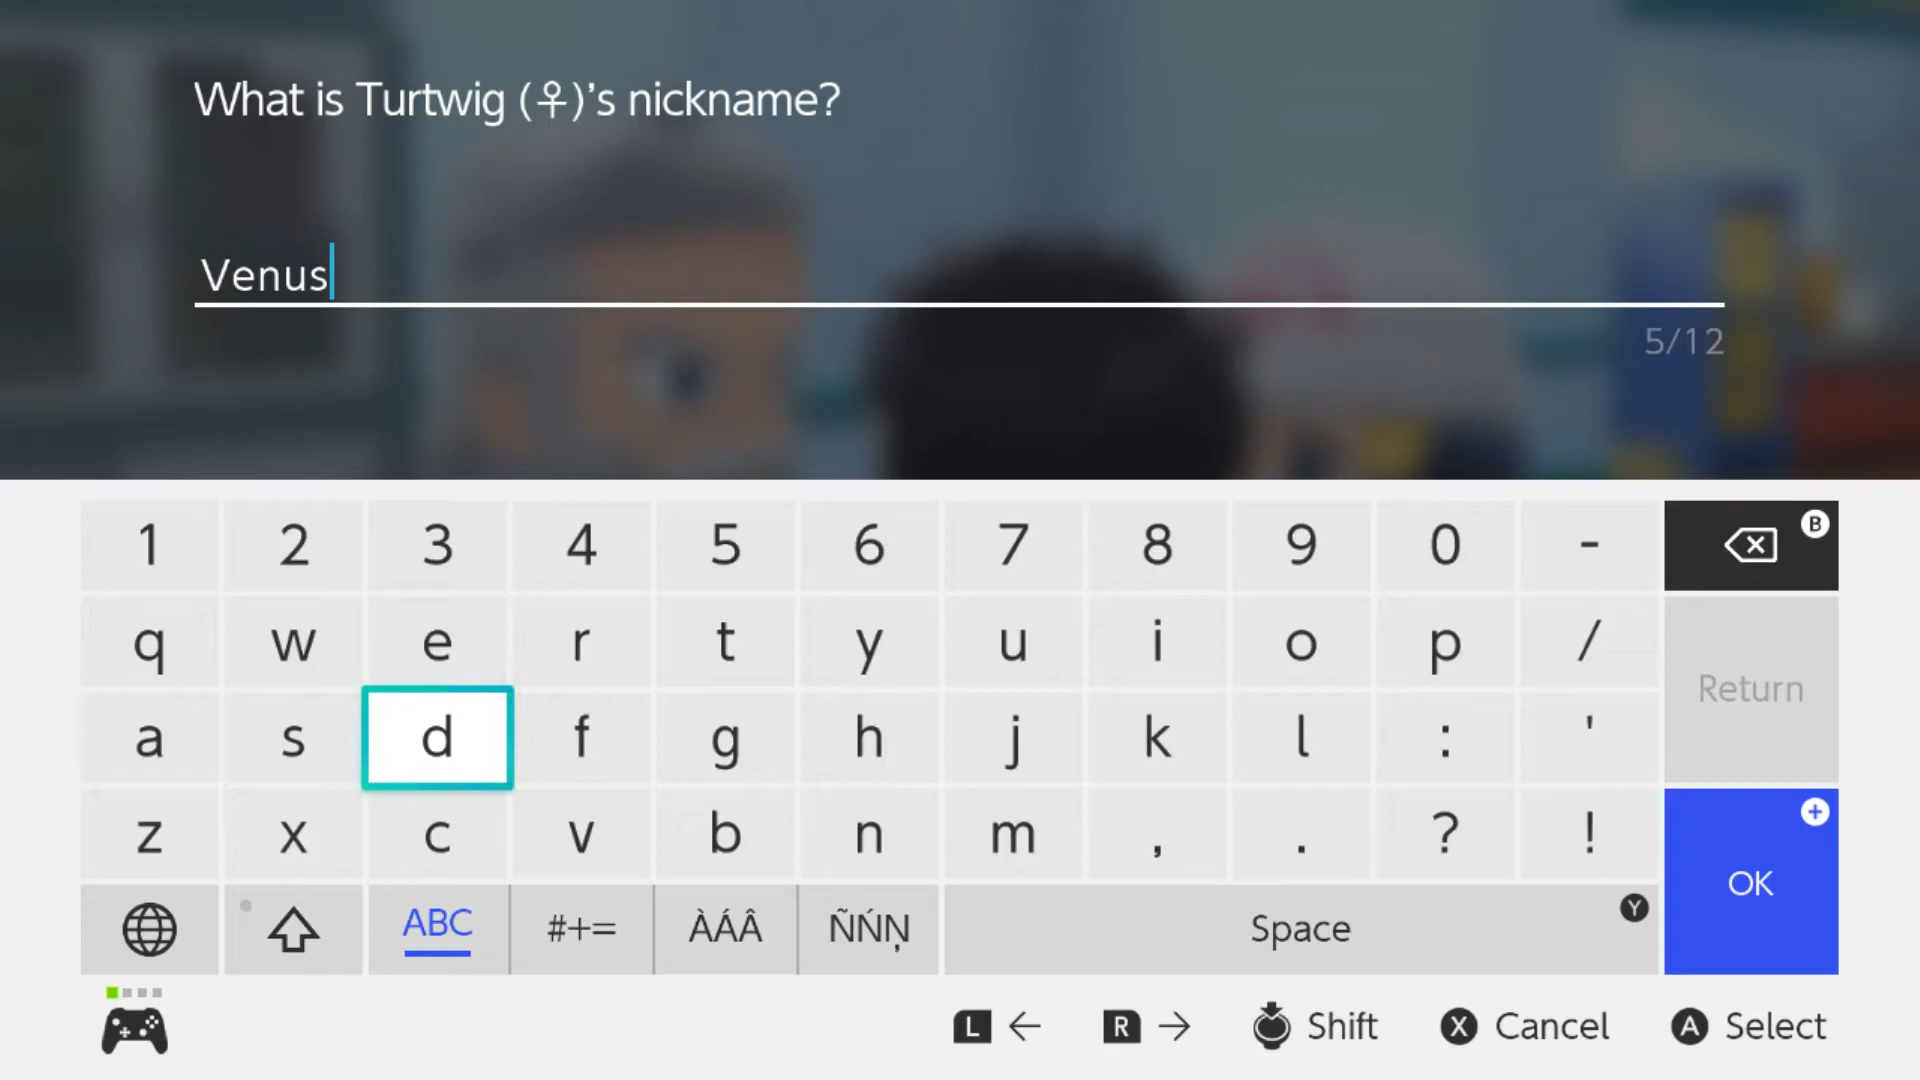 What is Turtwig (♀)'s nickname?
Venus
5/12
1 2 3 4 5 6 7 8 9 0 - B
q w e r t y u i o p /
Return
a s d f g h j k l : '
z x c v b n m , . ? ! +
OK
ABC #+= ÀÁÂ ÑŃŅ Space Y
L ← R → Shift X Cancel A Select